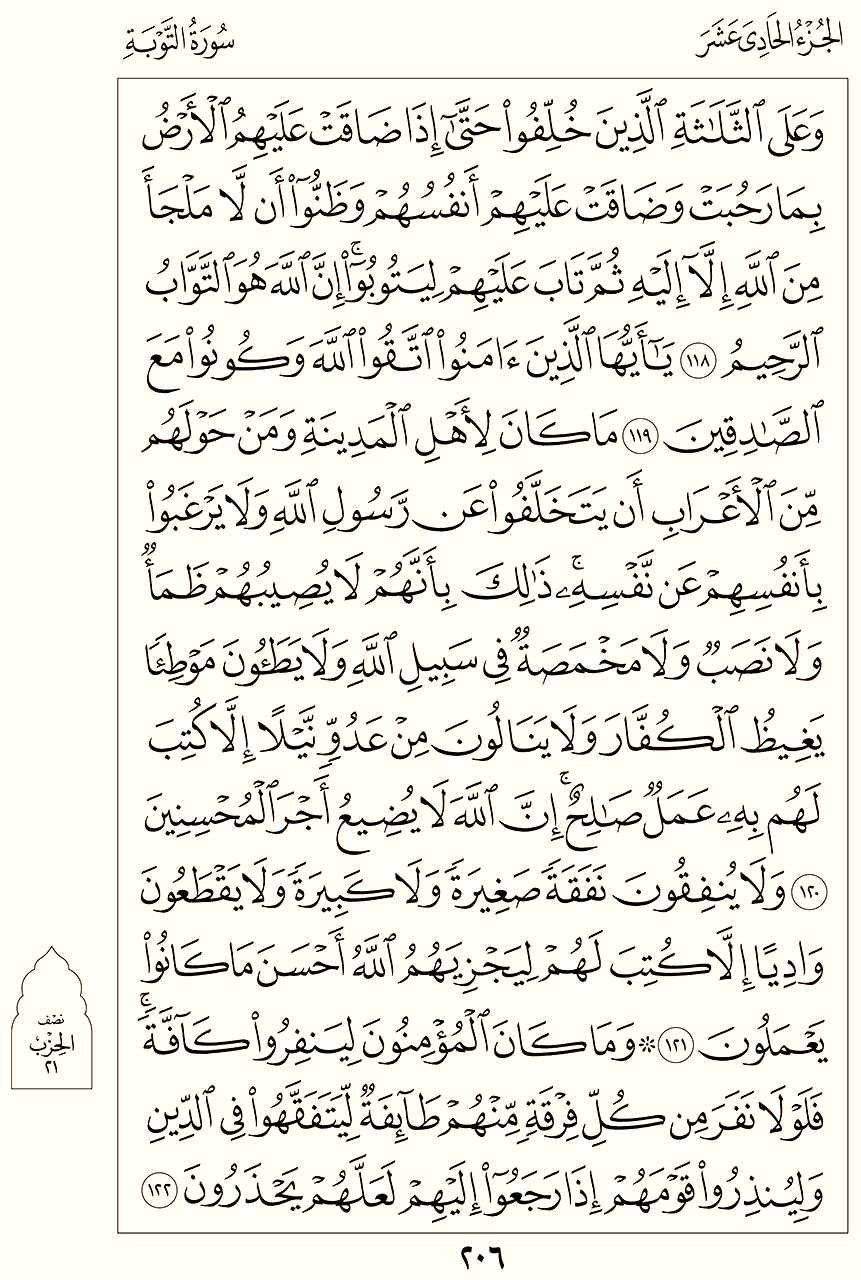 الجُزْءُ الحَادِىَ عَشَرَ
سُورَةُ التَّوْبَةِ
وَعَلَى ٱلثَّلَٰثَةِ ٱلَّذِينَ خُلِّفُوا۟ حَتَّىٰٓ إِذَا ضَاقَتْ عَلَيْهِمُ ٱلْأَرْضُ
بِمَا رَحُبَتْ وَضَاقَتْ عَلَيْهِمْ أَنفُسُهُمْ وَظَنُّوٓا۟ أَن لَّا مَلْجَأَ
مِنَ ٱللَّهِ إِلَّآ إِلَيْهِ ثُمَّ تَابَ عَلَيْهِمْ لِيَتُوبُوٓا۟ ۚ إِنَّ ٱللَّهَ هُوَ ٱلتَّوَّابُ
ٱلرَّحِيمُ ١١٨ يَٰٓأَيُّهَا ٱلَّذِينَ ءَامَنُوا۟ ٱتَّقُوا۟ ٱللَّهَ وَكُونُوا۟ مَعَ
ٱلصَّٰدِقِينَ ١١٩ مَا كَانَ لِأَهْلِ ٱلْمَدِينَةِ وَمَنْ حَوْلَهُم
مِّنَ ٱلْأَعْرَابِ أَن يَتَخَلَّفُوا۟ عَن رَّسُولِ ٱللَّهِ وَلَا يَرْغَبُوا۟
بِأَنفُسِهِمْ عَن نَّفْسِهِۦ ۚ ذَٰلِكَ بِأَنَّهُمْ لَا يُصِيبُهُمْ ظَمَأٌ
وَلَا نَصَبٌ وَلَا مَخْمَصَةٌ فِى سَبِيلِ ٱللَّهِ وَلَا يَطَـُٔونَ مَوْطِئًا
يَغِيظُ ٱلْكُفَّارَ وَلَا يَنَالُونَ مِنْ عَدُوٍّ نَّيْلًا إِلَّا كُتِبَ
لَهُم بِهِۦ عَمَلٌ صَٰلِحٌ ۚ إِنَّ ٱللَّهَ لَا يُضِيعُ أَجْرَ ٱلْمُحْسِنِينَ
١٢٠ وَلَا يُنفِقُونَ نَفَقَةً صَغِيرَةً وَلَا كَبِيرَةً وَلَا يَقْطَعُونَ
وَادِيًا إِلَّا كُتِبَ لَهُمْ لِيَجْزِيَهُمُ ٱللَّهُ أَحْسَنَ مَا كَانُوا۟
يَعْمَلُونَ ١٢١ ۞ وَمَا كَانَ ٱلْمُؤْمِنُونَ لِيَنفِرُوا۟ كَآفَّةً ۚ
فَلَوْلَا نَفَرَ مِن كُلِّ فِرْقَةٍ مِّنْهُمْ طَآئِفَةٌ لِّيَتَفَقَّهُوا۟ فِى ٱلدِّينِ
وَلِيُنذِرُوا۟ قَوْمَهُمْ إِذَا رَجَعُوٓا۟ إِلَيْهِمْ لَعَلَّهُمْ يَحْذَرُونَ ١٢٢
نصْف
الحِزْبْ
٢١
٢٠٦